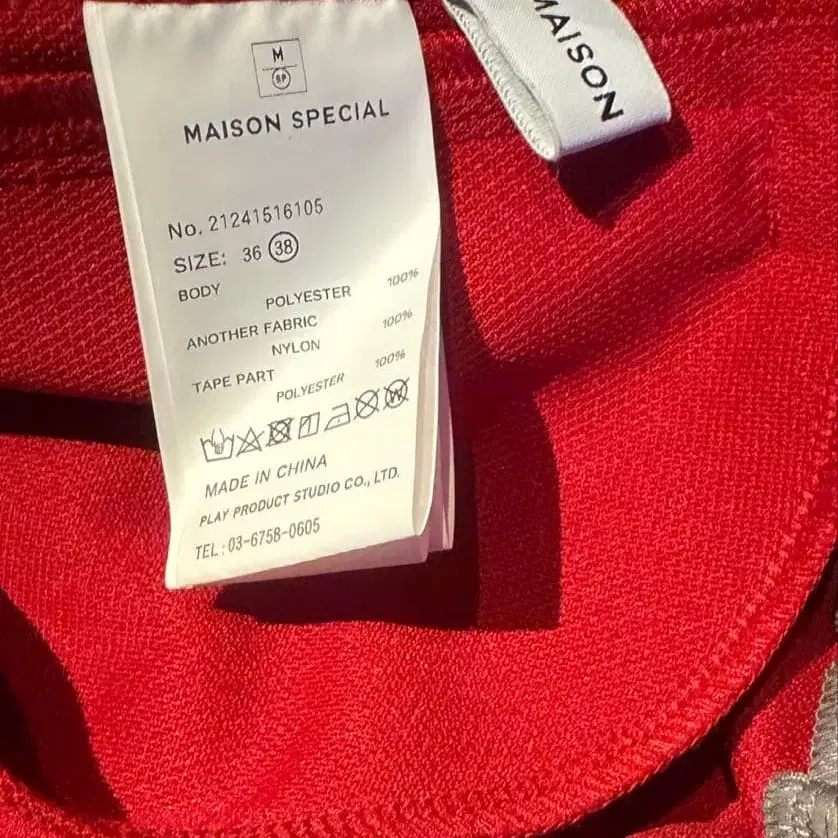 M
SP
MAISON SPECIAL
No. 21241516105
SIZE: 36 38
BODY
POLYESTER 100%
ANOTHER FABRIC
NYLON 100%
TAPE PART
POLYESTER 100%
W
MADE IN CHINA
PLAY PRODUCT STUDIO CO., LTD.
TEL : 03-6758-0605
MAISON